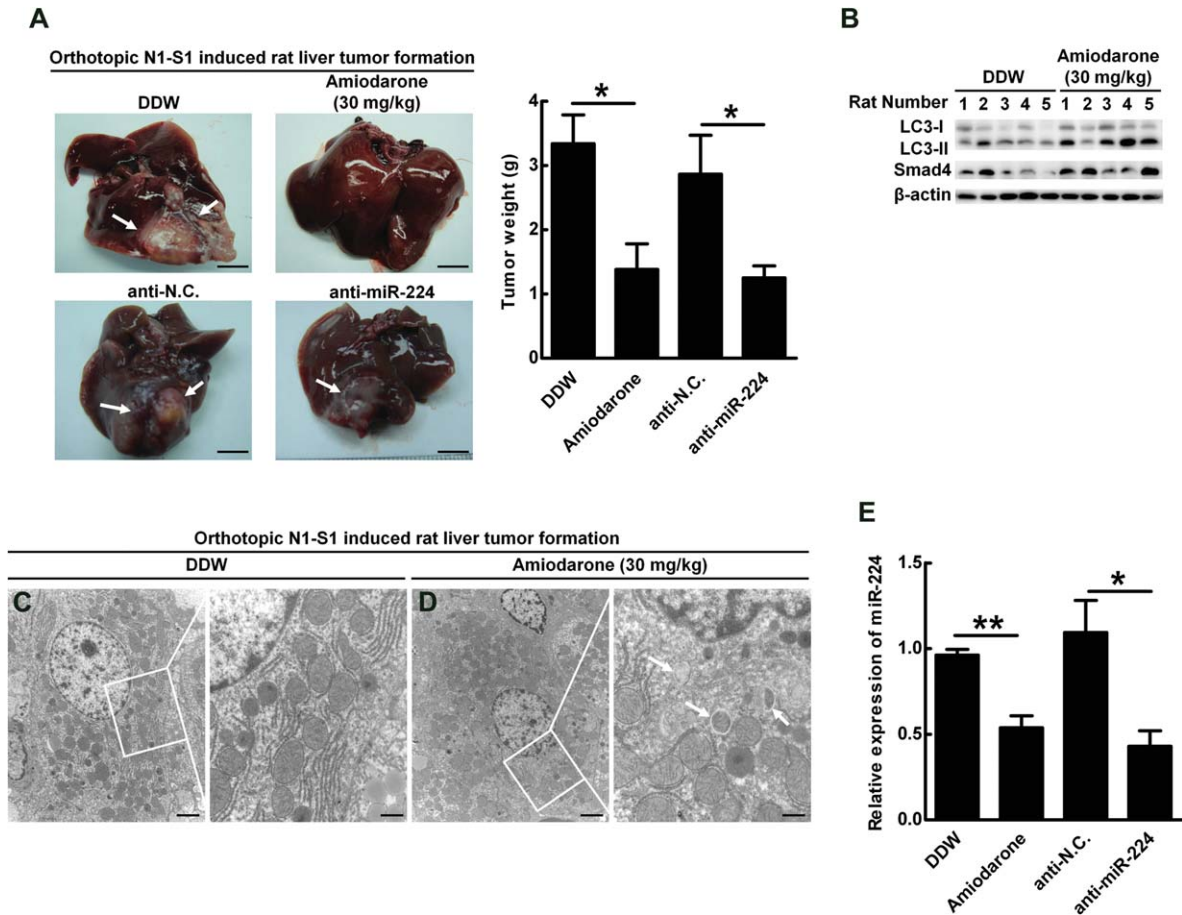 A
Orthotopic N1-S1 induced rat liver tumor formation
DDW
Amiodarone
(30 mg/kg)
anti-N.C.
anti-miR-224
Tumor weight (g)
4
3
2
1
0
*
*
DDW
Amiodarone
anti-N.C.
anti-miR-224
B
DDW
Amiodarone
(30 mg/kg)
Rat Number 1 2 3 4 5 1 2 3 4 5
LC3-I
LC3-II
Smad4
β-actin
Orthotopic N1-S1 induced rat liver tumor formation
DDW
Amiodarone (30 mg/kg)
C
D
E
Relative expression of miR-224
1.5
1.0
0.5
0.0
**
*
DDW
Amiodarone
anti-N.C.
anti-miR-224